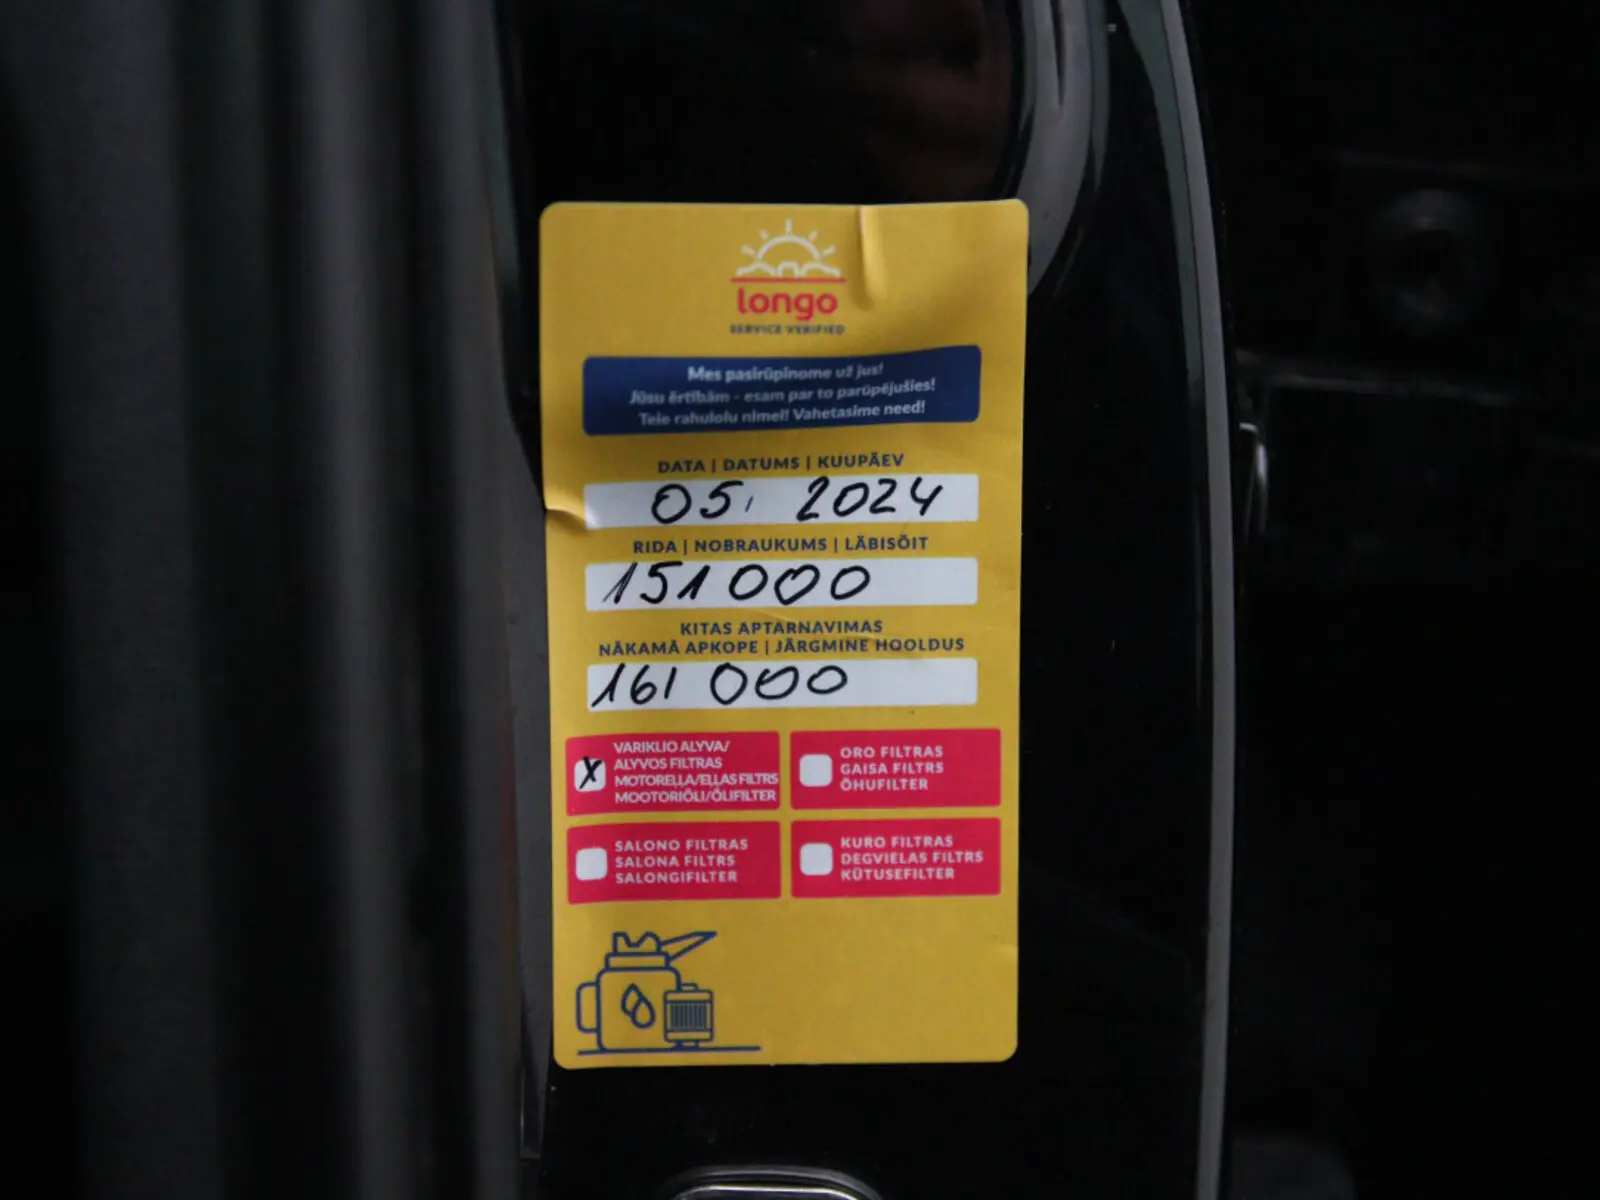 longo
SERVICE VERIFIED
Mes pasirūpinome už jus!
Jūsu ērtībām - esam par to parūpējušies!
Teie rahulolu nimel! Vahetasime need!
DATA | DATUMS | KUUPÄEV
05. 2024
RIDA | NOBRAUKUMS | LÄBISÕIT
151000
KITAS APTARNAVIMAS
NĀKAMĀ APKOPE | JÄRGMINE HOOLDUS
161 000
X VARIKLIO ALYVA/
ALYVOS FILTRAS
MOTOREĻĻA/EĻĻAS FILTRS
MOOTORIÕLI/ÕLIFILTER
ORO FILTRAS
GAISA FILTRS
ÕHUFILTER
SALONO FILTRAS
SALONA FILTRS
SALONGIFILTER
KURO FILTRAS
DEGVIELAS FILTRS
KÜTUSEFILTER